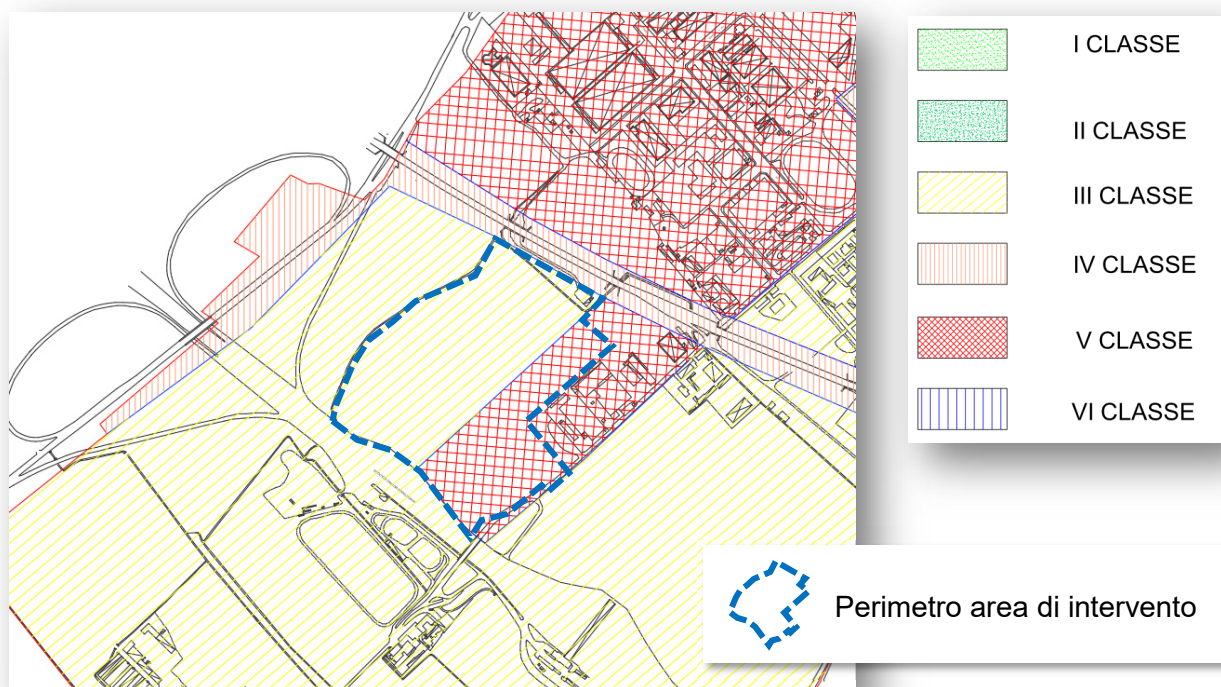 I CLASSE
II CLASSE
III CLASSE
IV CLASSE
V CLASSE
VI CLASSE
Perimetro area di intervento